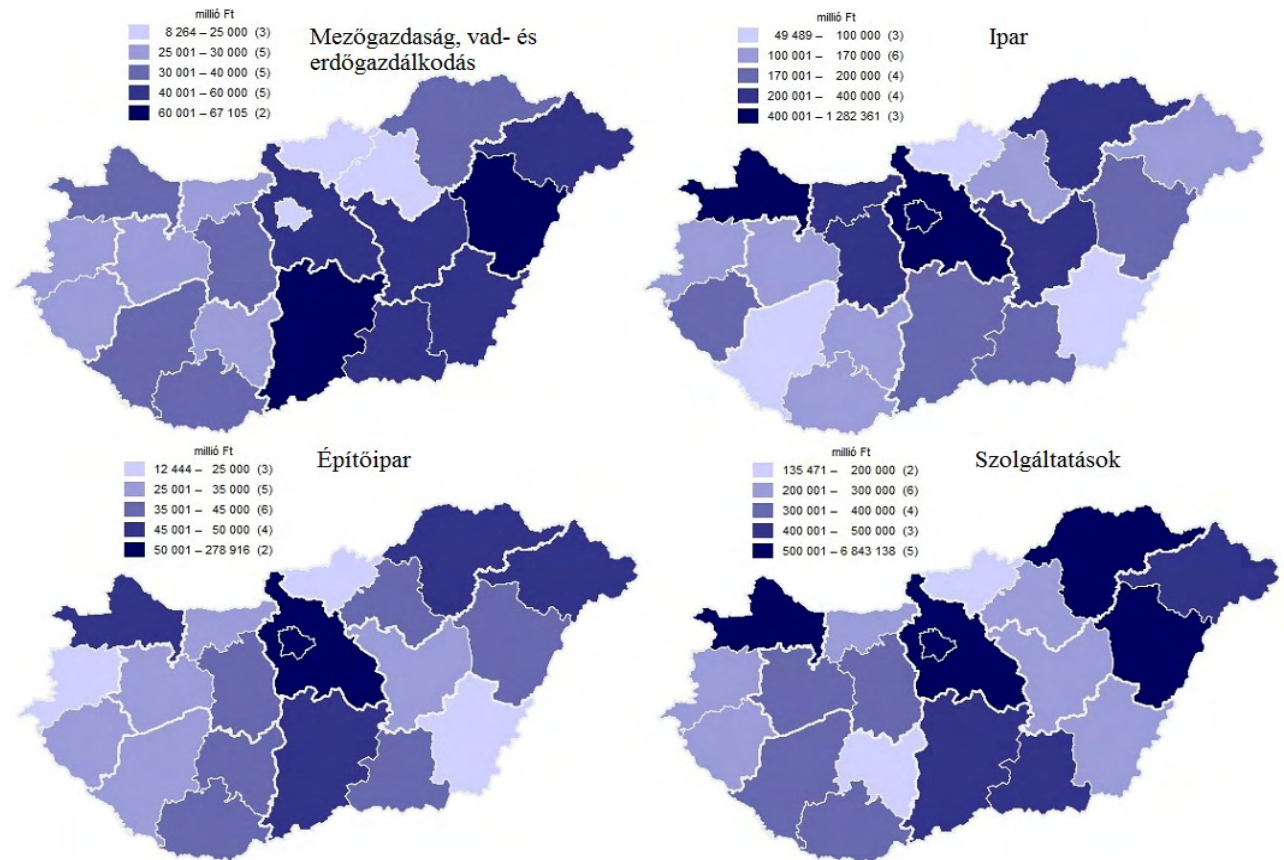 millió Ft
8 264 – 25 000 (3)
25 001 – 30 000 (5)
30 001 – 40 000 (5)
40 001 – 60 000 (5)
60 001 – 67 105 (2)
Mezőgazdaság, vad- és
erdőgazdálkodás
millió Ft
49 489 – 100 000 (3)
100 001 – 170 000 (6)
170 001 – 200 000 (4)
200 001 – 400 000 (4)
400 001 – 1 282 361 (3)
Ipar
millió Ft
12 444 – 25 000 (3)
25 001 – 35 000 (5)
35 001 – 45 000 (6)
45 001 – 50 000 (4)
50 001 – 278 916 (2)
Építőipar
millió Ft
135 471 – 200 000 (2)
200 001 – 300 000 (6)
300 001 – 400 000 (4)
400 001 – 500 000 (3)
500 001 – 6 843 138 (5)
Szolgáltatások